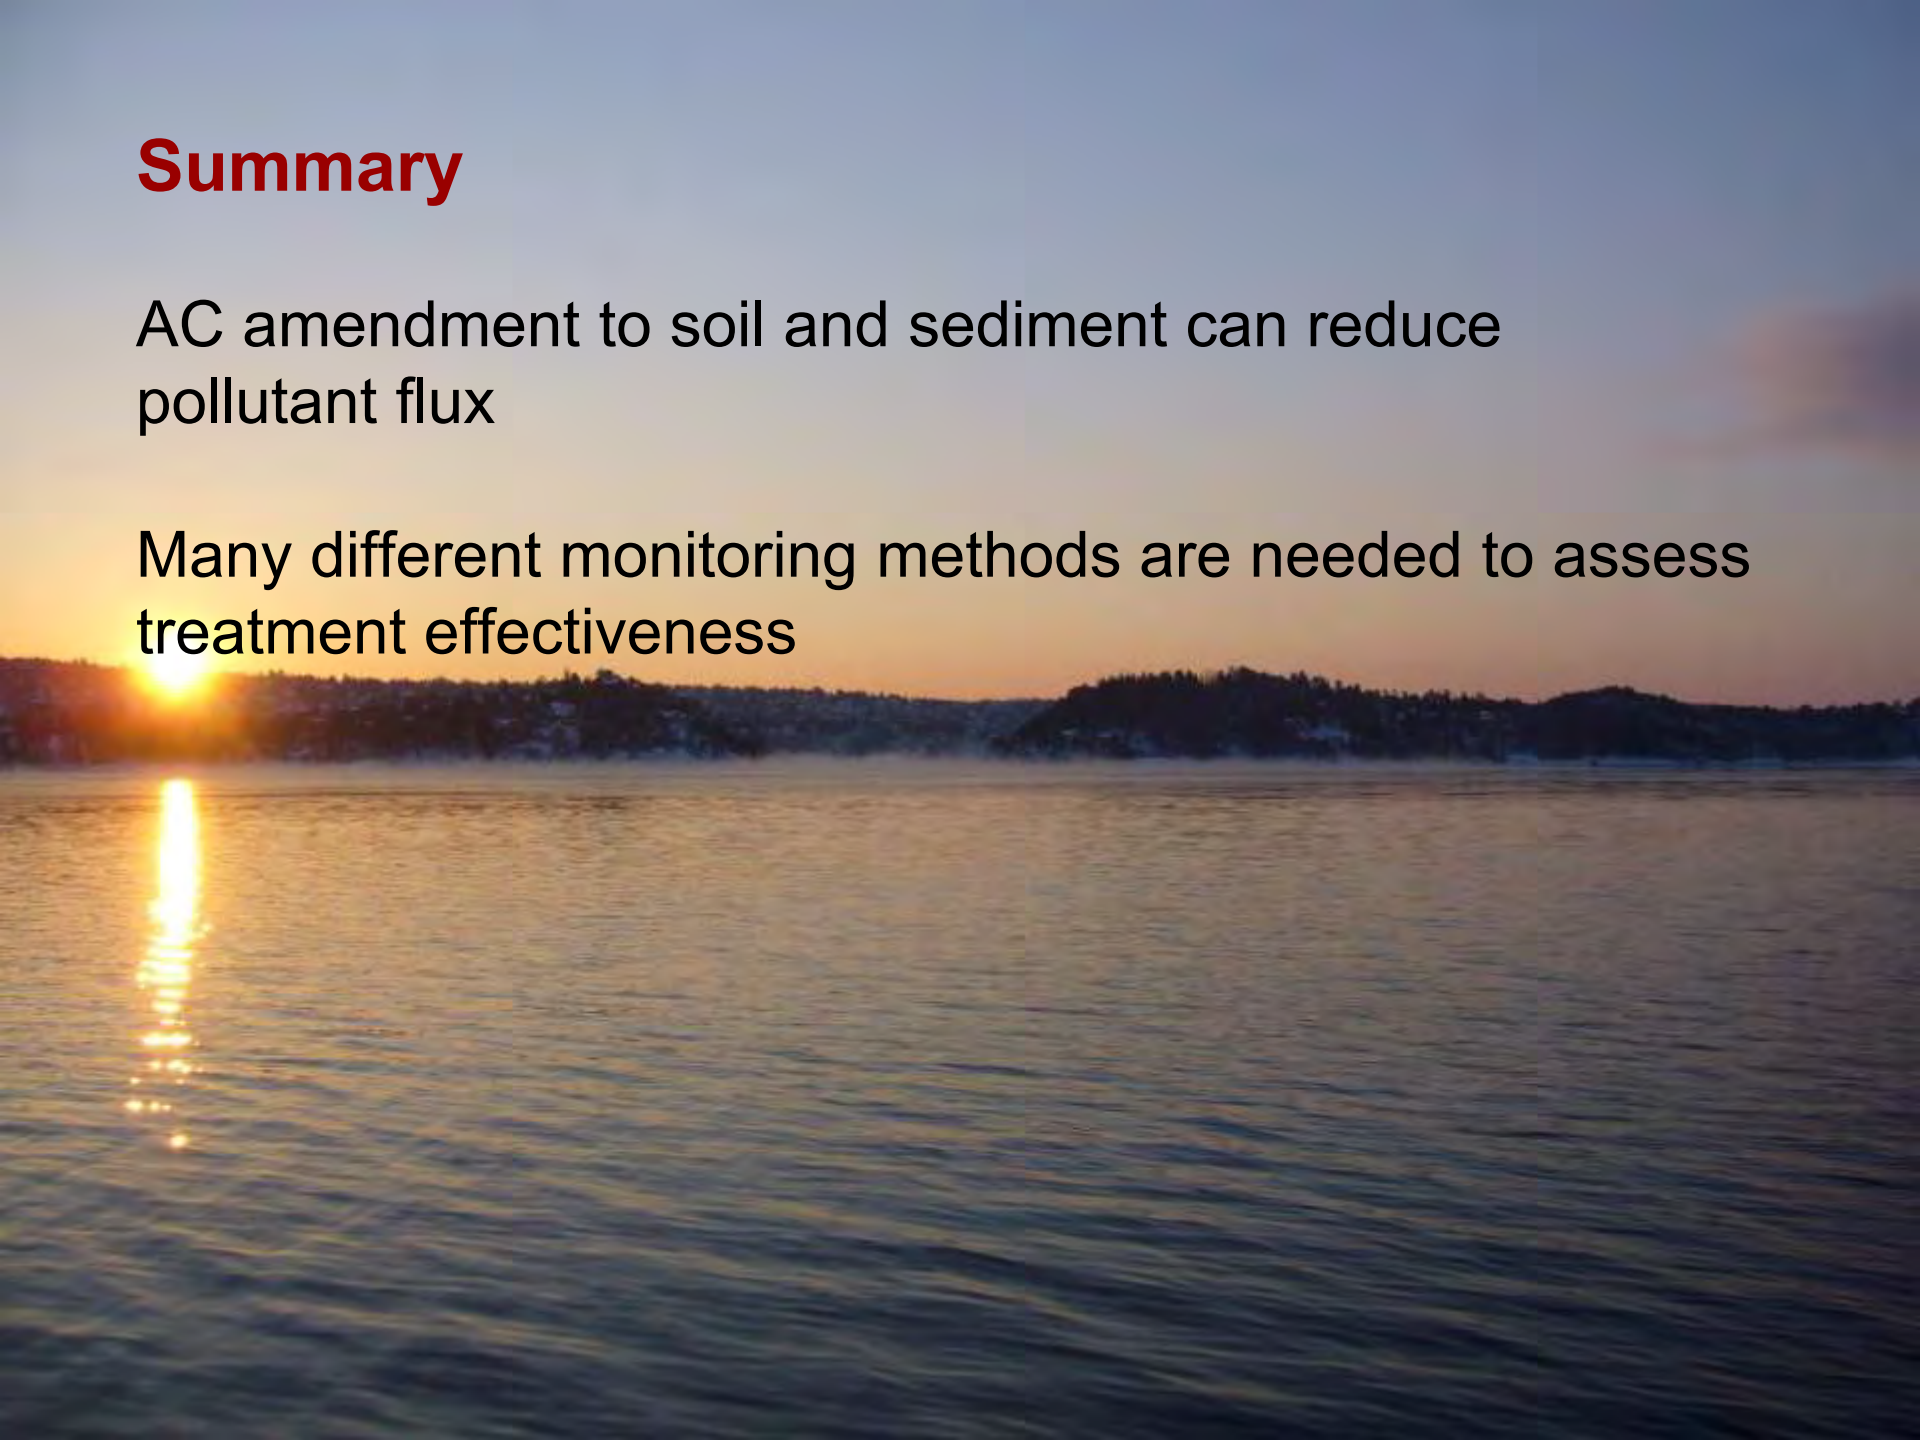 Summary
AC amendment to soil and sediment can reduce
pollutant flux
Many different monitoring methods are needed to assess
treatment effectiveness